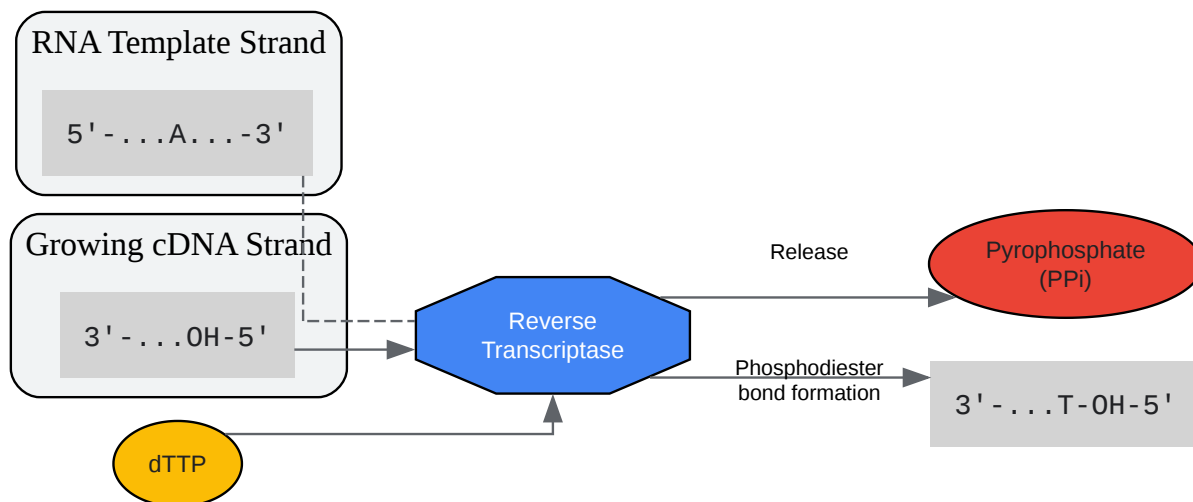 RNA Template Strand
5'-...A...-3'
Growing cDNA Strand
3'-...OH-5'
dTTP
Reverse
Transcriptase
Release
Phosphodiester
bond formation
Pyrophosphate
(PPi)
3'-...T-OH-5'